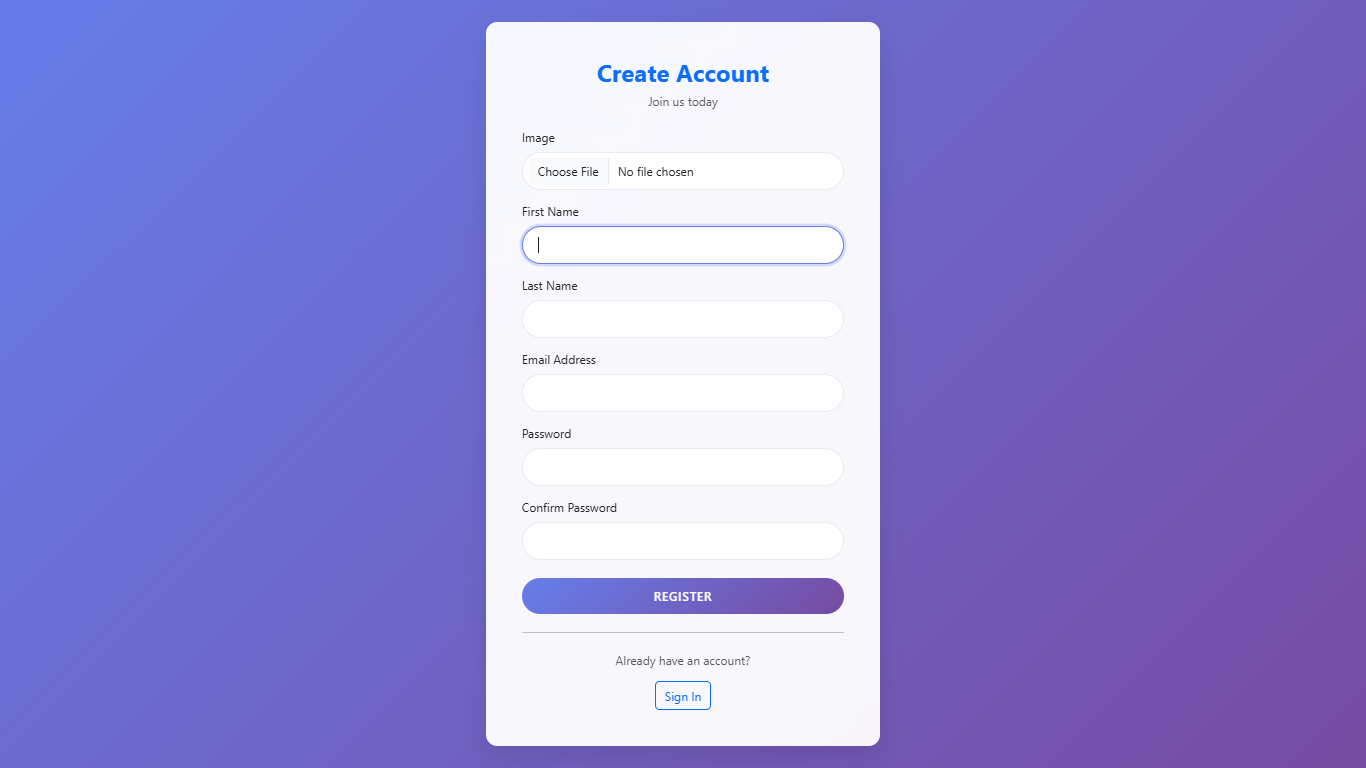 Create Account
Join us today
Image
Choose File No file chosen
First Name
Last Name
Email Address
Password
Confirm Password
REGISTER
Already have an account?
Sign In